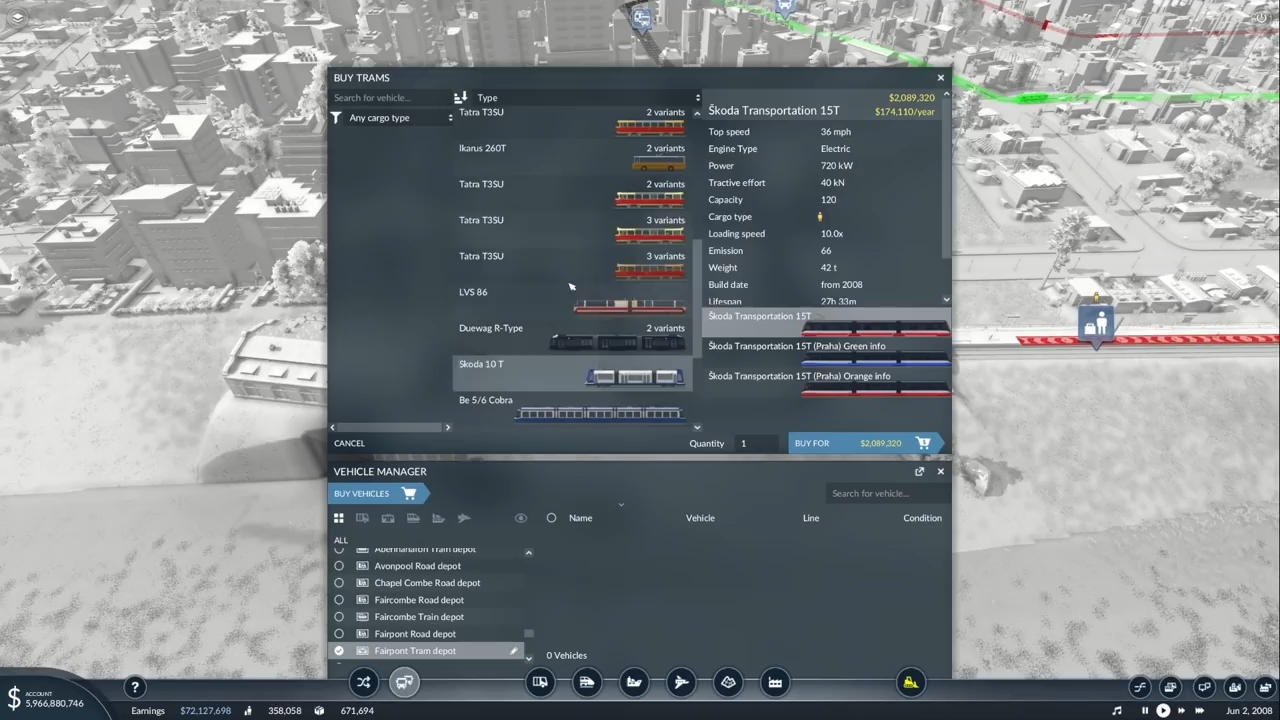 BUY TRAMS
Search for vehicle...
Type
Any cargo type
Tatra T3SU
2 variants
Ikarus 260T
2 variants
Tatra T3SU
2 variants
Tatra T3SU
3 variants
Tatra T3SU
3 variants
LVS 86
Duewag R-Type
2 variants
Skoda 10 T
Be 5/6 Cobra
$2,089,320
Škoda Transportation 15T
$174,110/year
Top speed 36 mph
Engine Type Electric
Power 720 kW
Tractive effort 40 kN
Capacity 120
Cargo type
Loading speed 10.0x
Emission 66
Weight 42 t
Build date from 2008
Lifespan 27h 33m
Škoda Transportation 15T
Škoda Transportation 15T (Praha) Green info
Škoda Transportation 15T (Praha) Orange info
CANCEL
Quantity 1
BUY FOR $2,089,320
VEHICLE MANAGER
BUY VEHICLES
Search for vehicle...
Name Vehicle Line Condition
ALL
Abernanafon Train depot
Avonpool Road depot
Chapel Combe Road depot
Faircombe Road depot
Faircombe Train depot
Fairpont Road depot
Fairpont Tram depot
0 Vehicles
?
$ ACCOUNT
5,966,880,746
Earnings $72,127,698 358,058 671,694
Jun 2, 2008